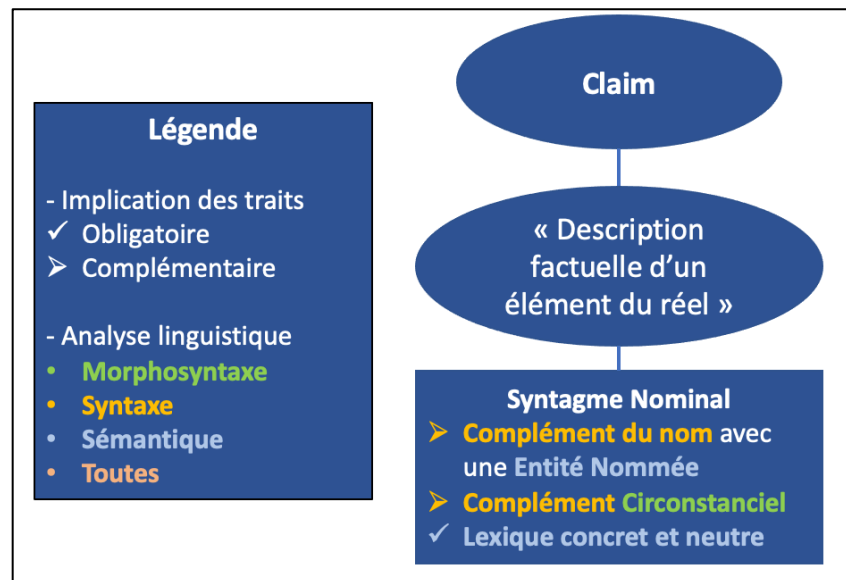 Légende
- Implication des traits
✓ Obligatoire
➢ Complémentaire
- Analyse linguistique
• Morphosyntaxe
• Syntaxe
• Sémantique
• Toutes
Claim
« Description
factuelle d’un
élément du réel »
Syntagme Nominal
➢ Complément du nom avec
une Entité Nommée
➢ Complément Circonstanciel
✓ Lexique concret et neutre